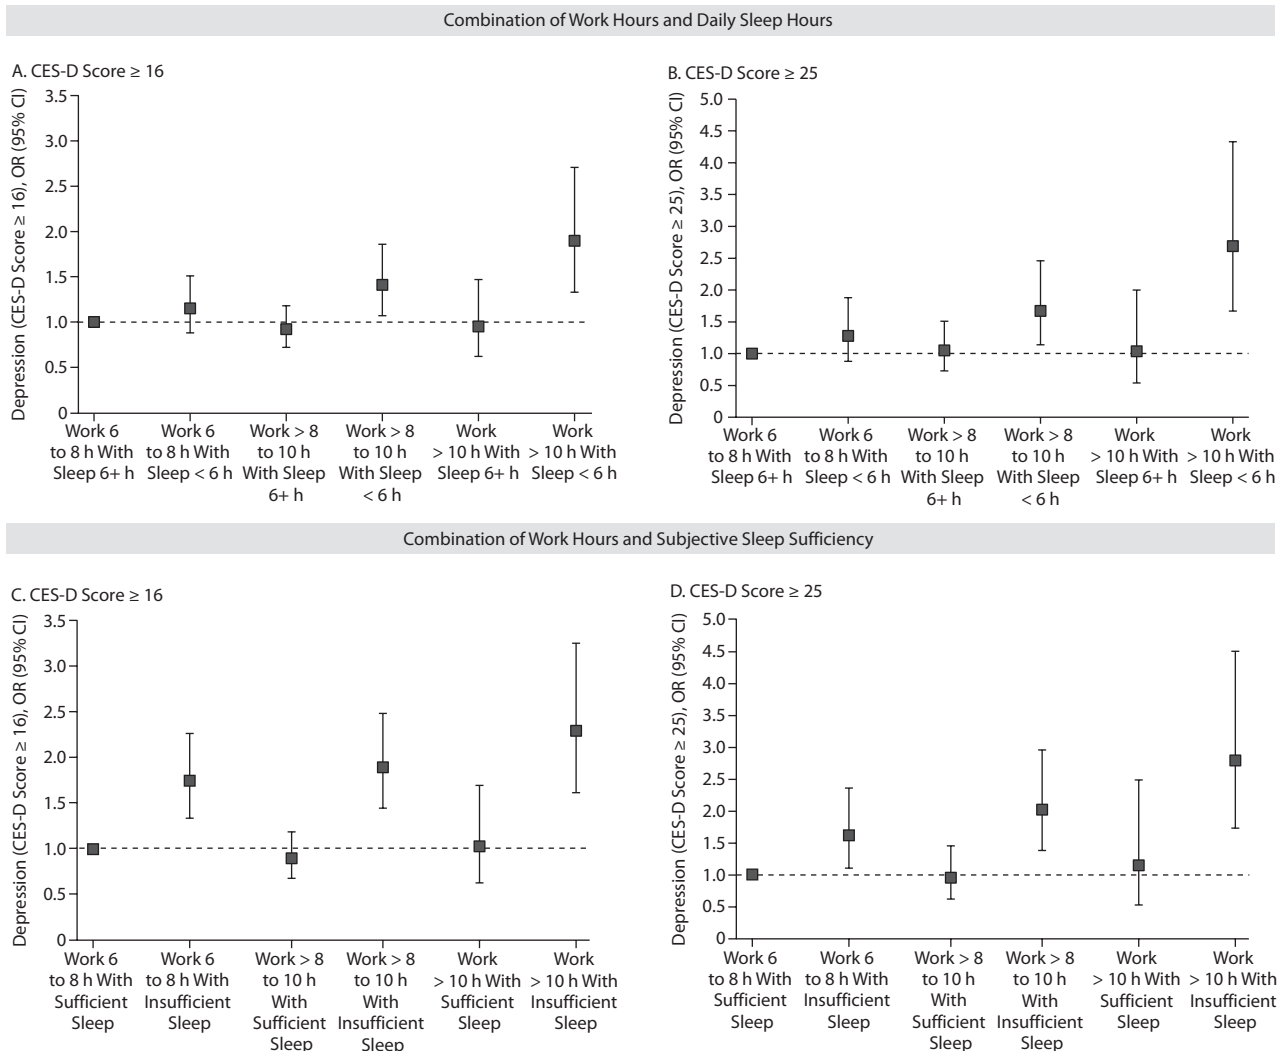 Combination of Work Hours and Daily Sleep Hours
A. CES-D Score ≥ 16
Depression (CES-D Score ≥ 16), OR (95% CI)
3.5
3.0
2.5
2.0
1.5
1.0
0.5
0
Work 6
to 8 h With
Sleep 6+ h
Work 6
to 8 h With
Sleep < 6 h
Work > 8
to 10 h
With Sleep
6+ h
Work > 8
to 10 h
With Sleep
< 6 h
Work
> 10 h With
Sleep 6+ h
Work
> 10 h With
Sleep < 6 h
B. CES-D Score ≥ 25
Depression (CES-D Score ≥ 25), OR (95% CI)
5.0
4.5
4.0
3.5
3.0
2.5
2.0
1.5
1.0
0.5
0
Work 6
to 8 h With
Sleep 6+ h
Work 6
to 8 h With
Sleep < 6 h
Work > 8
to 10 h
With Sleep
6+ h
Work > 8
to 10 h
With Sleep
< 6 h
Work
> 10 h With
Sleep 6+ h
Work
> 10 h With
Sleep < 6 h
Combination of Work Hours and Subjective Sleep Sufficiency
C. CES-D Score ≥ 16
Depression (CES-D Score ≥ 16), OR (95% CI)
3.5
3.0
2.5
2.0
1.5
1.0
0.5
0
Work 6
to 8 h With
Sufficient
Sleep
Work 6
to 8 h With
Insufficient
Sleep
Work > 8
to 10 h
With
Sufficient
Sleep
Work > 8
to 10 h
With
Insufficient
Sleep
Work
> 10 h With
Sufficient
Sleep
Work
> 10 h With
Insufficient
Sleep
D. CES-D Score ≥ 25
Depression (CES-D Score ≥ 25), OR (95% CI)
5.0
4.5
4.0
3.5
3.0
2.5
2.0
1.5
1.0
0.5
0
Work 6
to 8 h With
Sufficient
Sleep
Work 6
to 8 h With
Insufficient
Sleep
Work > 8
to 10 h
With
Sufficient
Sleep
Work > 8
to 10 h
With
Insufficient
Sleep
Work
> 10 h With
Sufficient
Sleep
Work
> 10 h With
Insufficient
Sleep